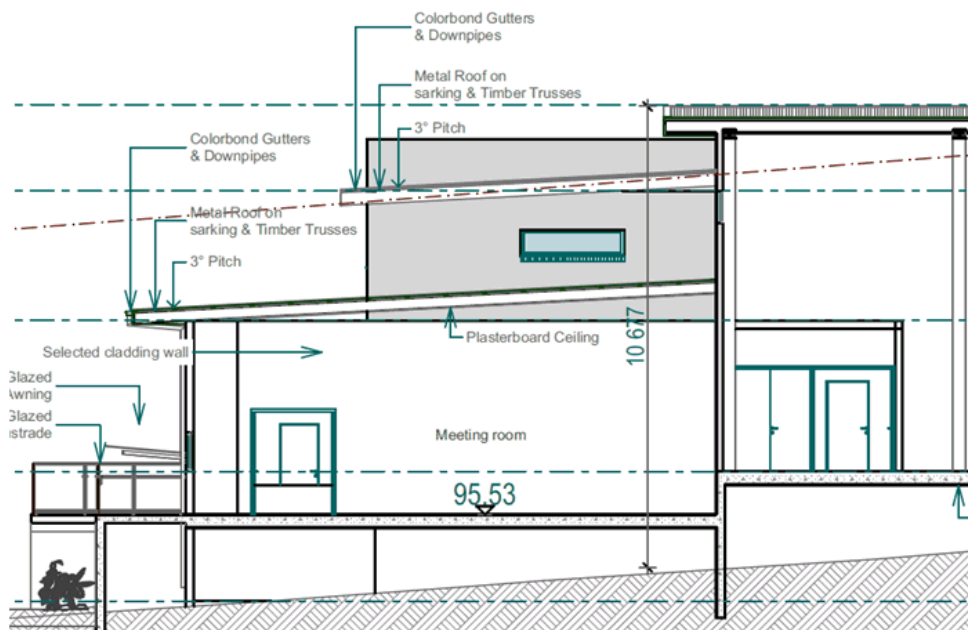 Colorbond Gutters
& Downpipes
Metal Roof on
sarking & Timber Trusses
3° Pitch
Colorbond Gutters
& Downpipes
Metal Roof on
sarking & Timber Trusses
3° Pitch
Plasterboard Ceiling
10 677
Selected cladding wall
Glazed
Awning
Glazed
ustrade
Meeting room
95.53